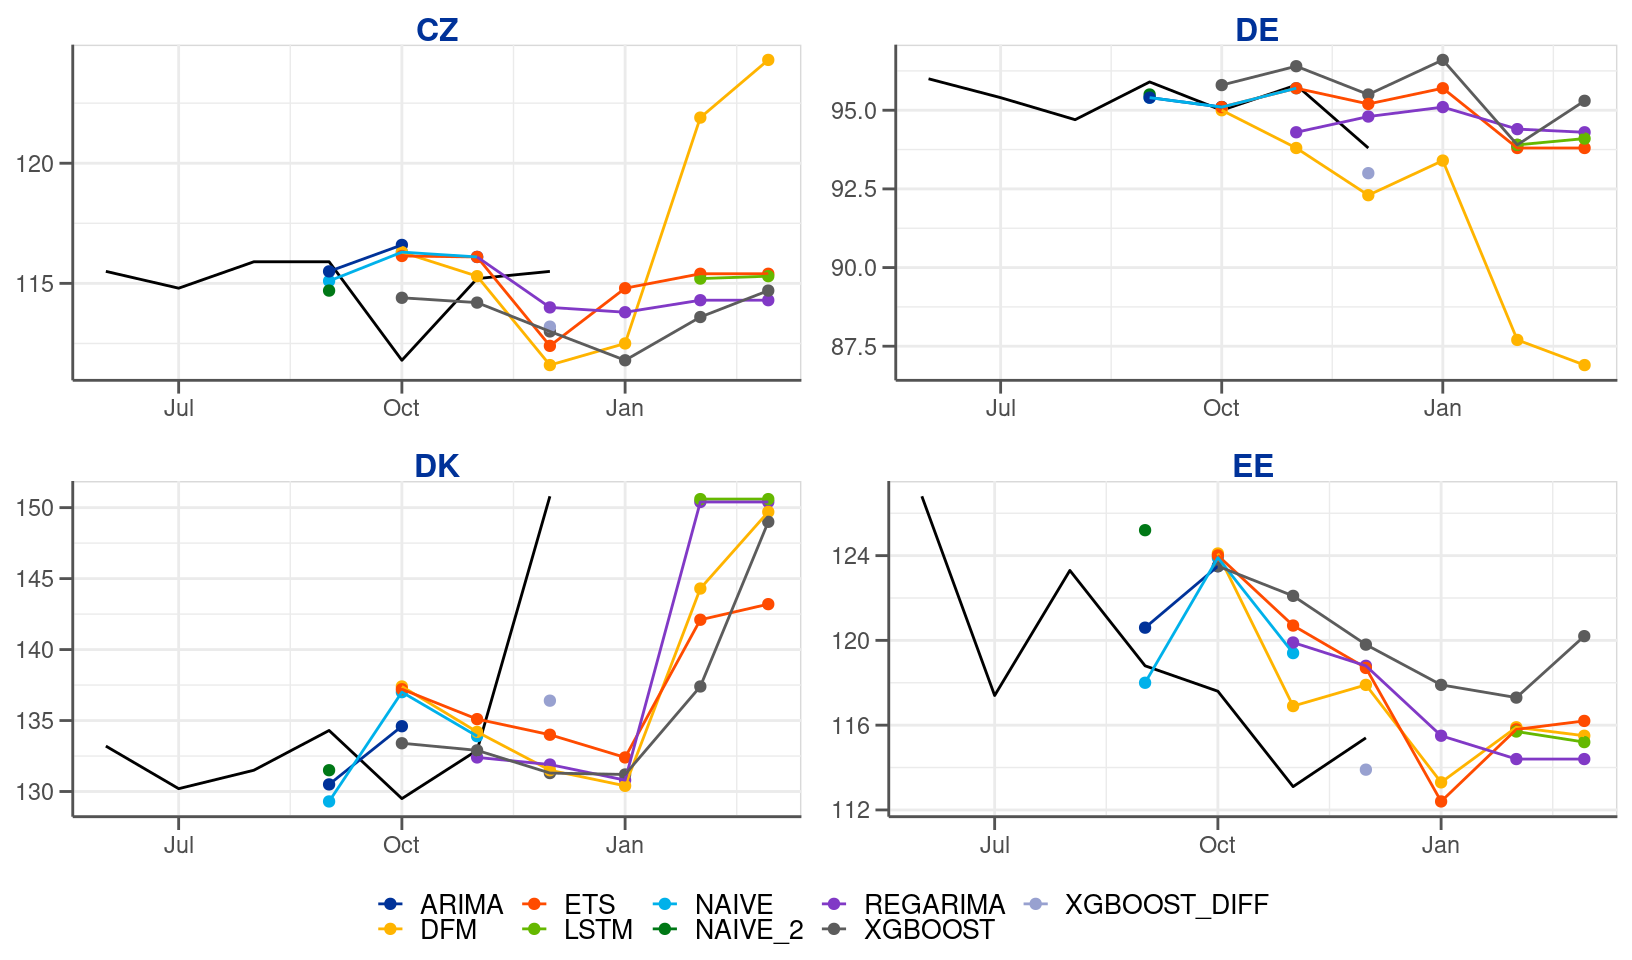 CZ
DE
120
115
Jul
Oct
Jan
95.0
92.5
90.0
87.5
Jul
Oct
Jan
DK
EE
150
145
140
135
130
Jul
Oct
Jan
124
120
116
112
Jul
Oct
Jan
ARIMA
ETS
NAIVE
REGARIMA
XGBOOST_DIFF
DFM
LSTM
NAIVE_2
XGBOOST